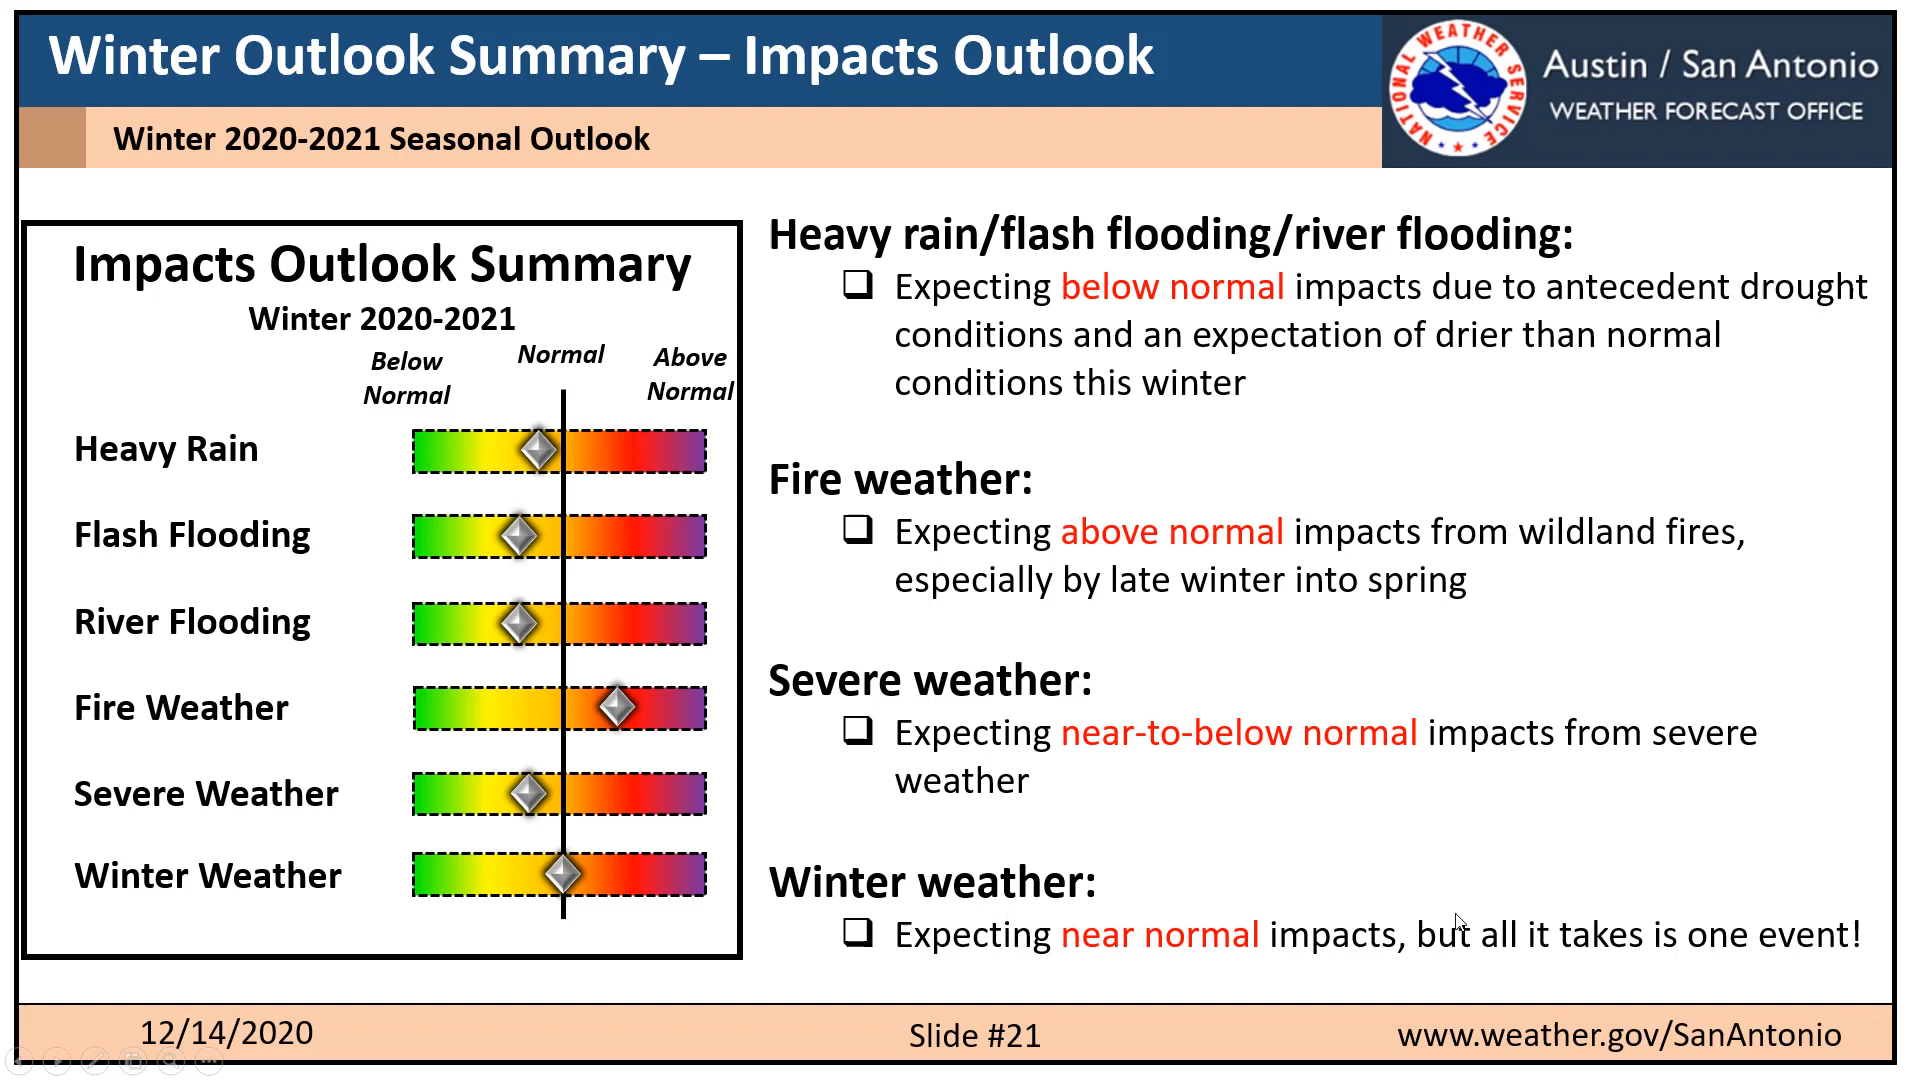 Winter Outlook Summary – Impacts Outlook
NATIONAL WEATHER SERVICE
Austin / San Antonio
WEATHER FORECAST OFFICE
Winter 2020-2021 Seasonal Outlook
Impacts Outlook Summary
Winter 2020-2021
Below
Normal
Normal
Above
Normal
Heavy Rain
Flash Flooding
River Flooding
Fire Weather
Severe Weather
Winter Weather
Heavy rain/flash flooding/river flooding:
❑ Expecting below normal impacts due to antecedent drought
conditions and an expectation of drier than normal
conditions this winter
Fire weather:
❑ Expecting above normal impacts from wildland fires,
especially by late winter into spring
Severe weather:
❑ Expecting near-to-below normal impacts from severe
weather
Winter weather:
❑ Expecting near normal impacts, but all it takes is one event!
12/14/2020
Slide #21
www.weather.gov/SanAntonio